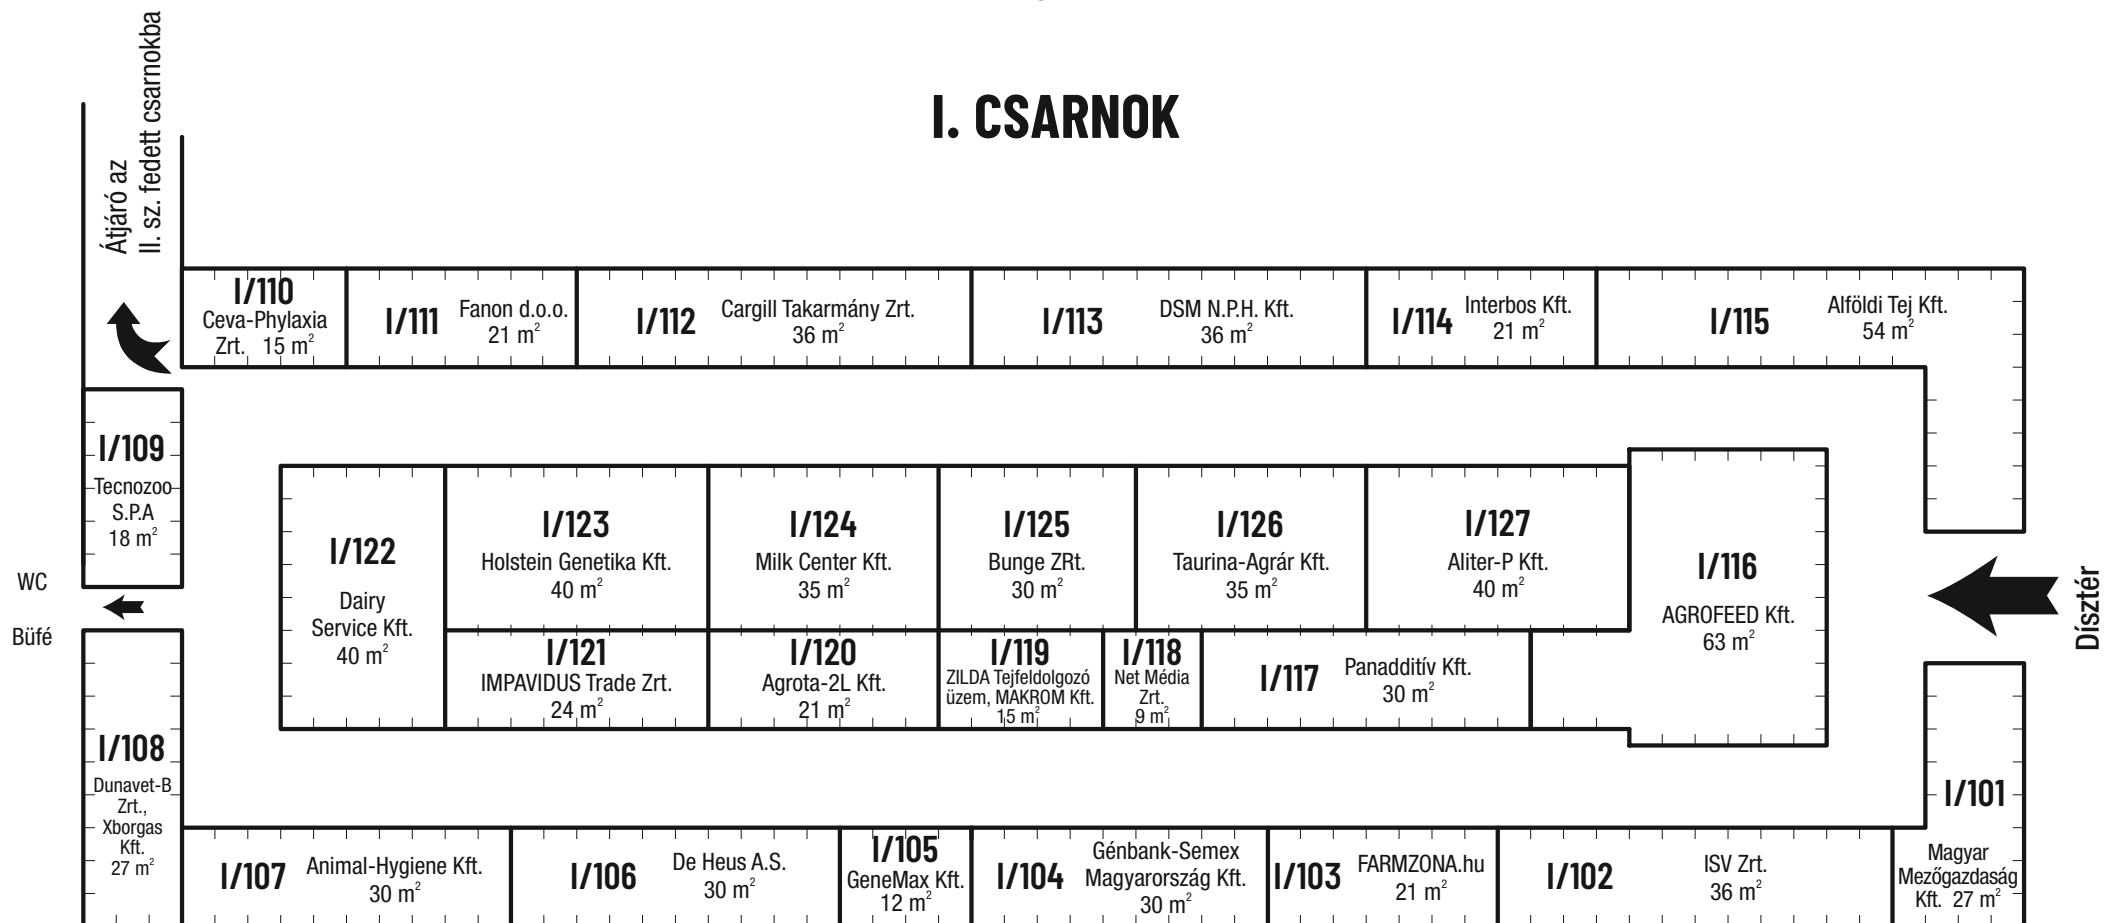 I. CSARNOK
Átjáró az
II. sz. fedett csarnokba
I/110
Ceva-Phylaxia
Zrt. 15 m²
I/111
Fanon d.o.o.
21 m²
I/112
Cargill Takarmány Zrt.
36 m²
I/113
DSM N.P.H. Kft.
36 m²
I/114
Interbos Kft.
21 m²
I/115
Alföldi Tej Kft.
54 m²
I/109
Tecnozoo
S.P.A
18 m²
WC
Büfé
I/122
Dairy
Service Kft.
40 m²
I/123
Holstein Genetika Kft.
40 m²
I/124
Milk Center Kft.
35 m²
I/125
Bunge ZRt.
30 m²
I/126
Taurina-Agrár Kft.
35 m²
I/127
Aliter-P Kft.
40 m²
I/116
AGROFEED Kft.
63 m²
Dísztér
I/121
IMPAVIDUS Trade Zrt.
24 m²
I/120
Agrota-2L Kft.
21 m²
I/119
ZILDA Tejfeldolgozó
üzem, MAKROM Kft.
15 m²
I/118
Net Média
Zrt.
9 m²
I/117
Panadditív Kft.
30 m²
I/108
Dunavet-B
Zrt.,
Xborgas
Kft.
27 m²
I/107
Animal-Hygiene Kft.
30 m²
I/106
De Heus A.S.
30 m²
I/105
GeneMax Kft.
12 m²
I/104
Génbank-Semex
Magyarország Kft.
30 m²
I/103
FARMZONA.hu
21 m²
I/102
ISV Zrt.
36 m²
I/101
Magyar
Mezőgazdaság
Kft. 27 m²